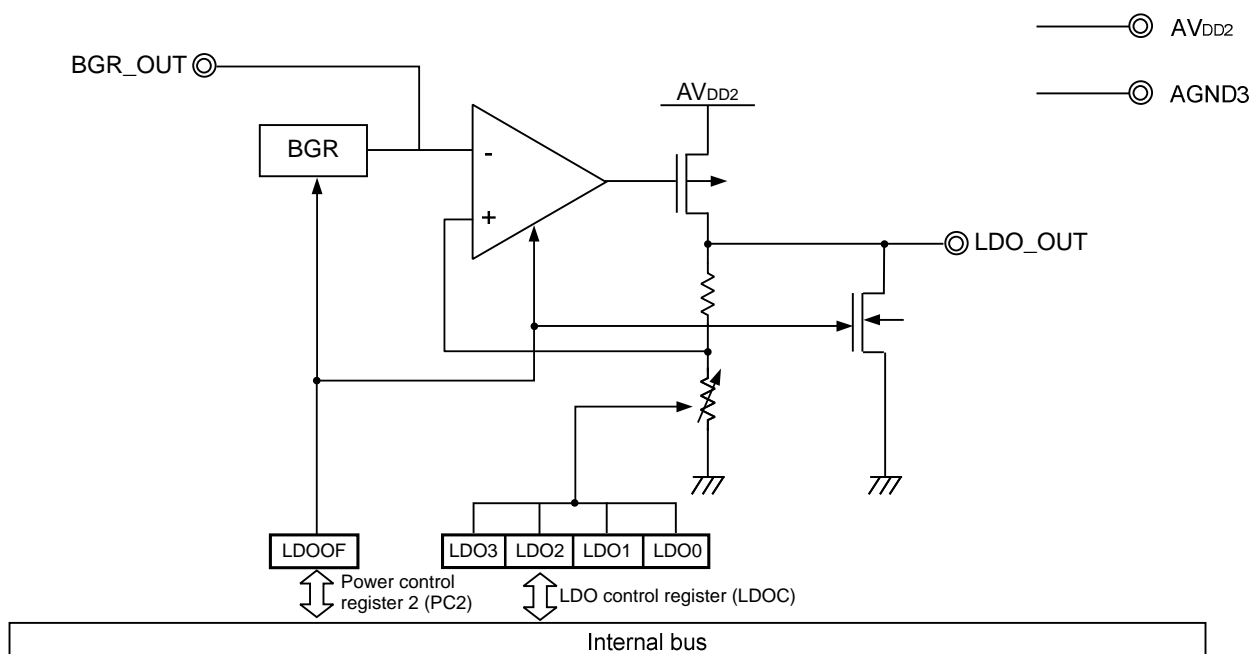 AVDD2
BGR_OUT
AGND3
AVDD2
BGR
-
+
LDO_OUT
LDOOF
LDO3 LDO2 LDO1 LDO0
Power control
register 2 (PC2)
LDO control register (LDOC)
Internal bus